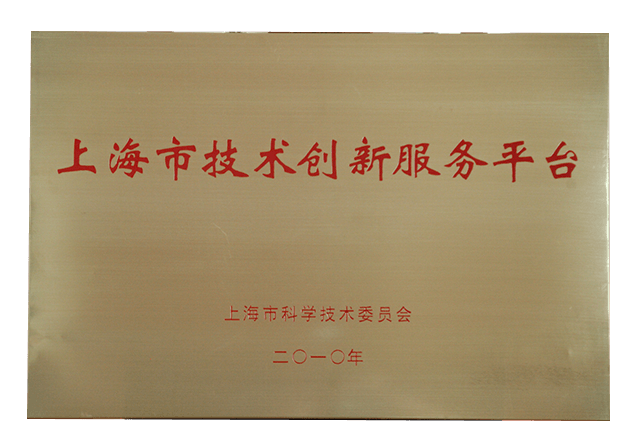 上海市技术创新服务平台
上海市科学技术委员会
二〇一〇年